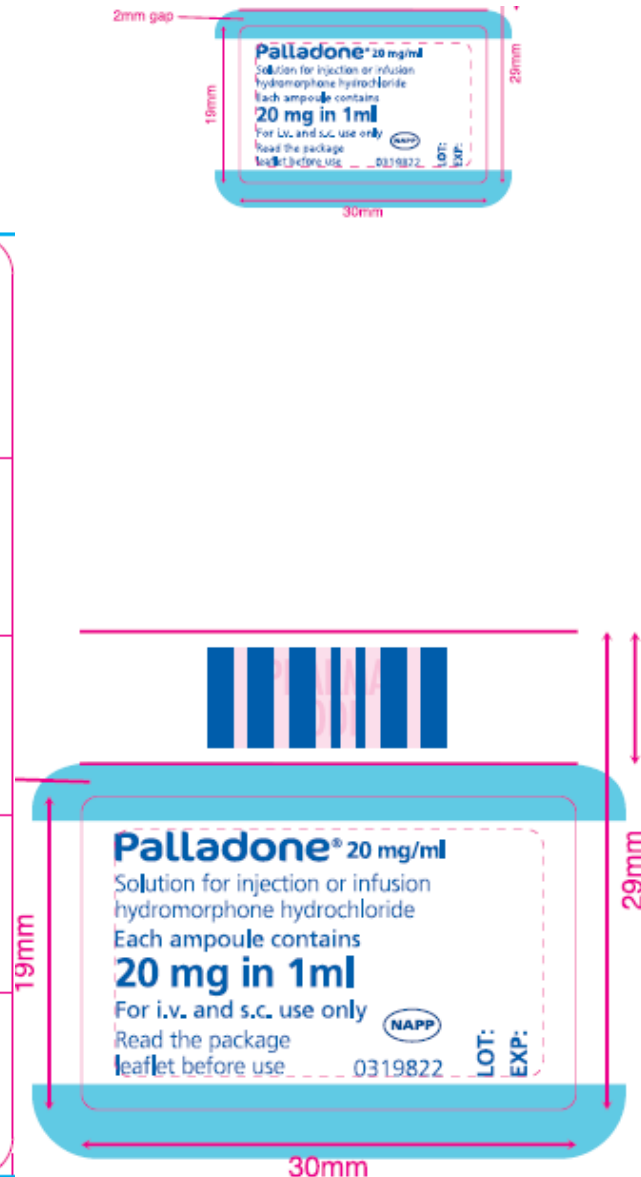 2mm gap
Palladone® 20 mg/ml
Solution for injection or infusion
hydromorphone hydrochloride
Each ampoule contains
20 mg in 1ml
For i.v. and s.c. use only
NAPP
Read the package
leaflet before use
0319822
LOT:
EXP:
19mm
29mm
30mm
PHARMA
CODE
Palladone® 20 mg/ml
Solution for injection or infusion
hydromorphone hydrochloride
Each ampoule contains
20 mg in 1ml
For i.v. and s.c. use only
NAPP
Read the package
leaflet before use
0319822
LOT:
EXP:
19mm
29mm
30mm